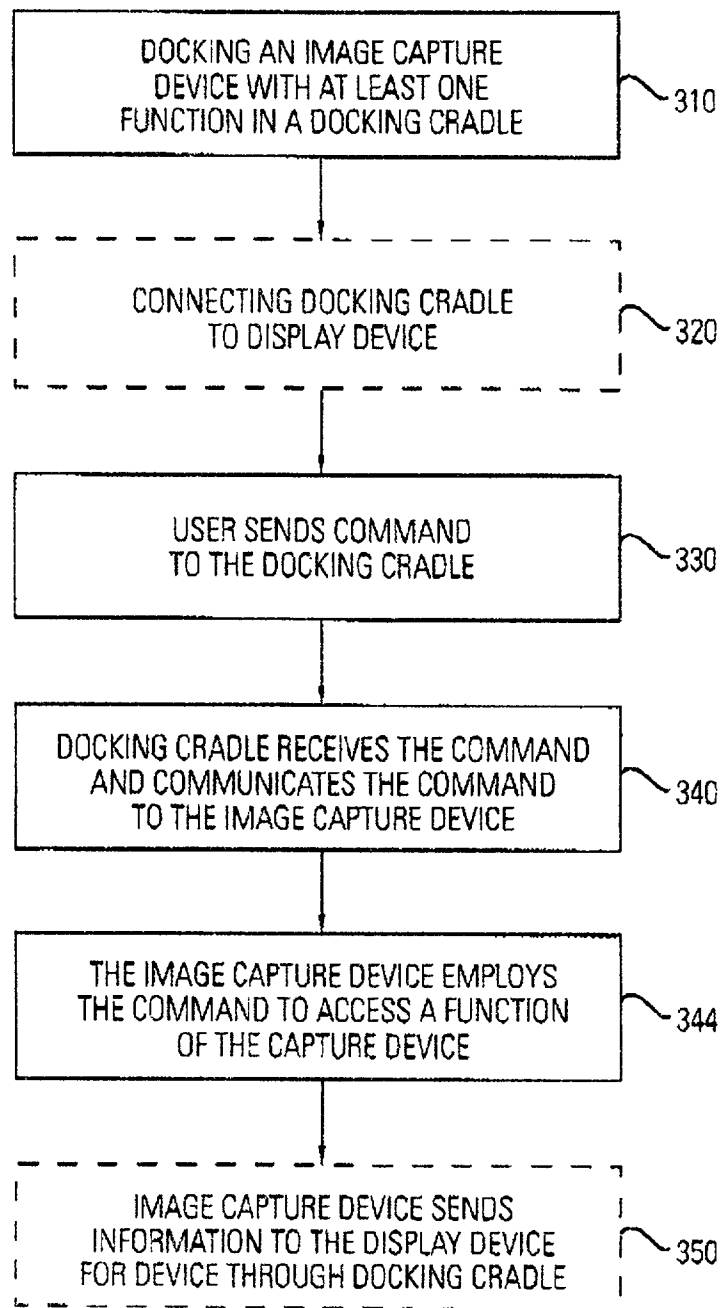 DOCKING AN IMAGE CAPTURE
DEVICE WITH AT LEAST ONE
FUNCTION IN A DOCKING CRADLE
310
CONNECTING DOCKING CRADLE
TO DISPLAY DEVICE
320
USER SENDS COMMAND
TO THE DOCKING CRADLE
330
DOCKING CRADLE RECEIVES THE COMMAND
AND COMMUNICATES THE COMMAND
TO THE IMAGE CAPTURE DEVICE
340
THE IMAGE CAPTURE DEVICE EMPLOYS
THE COMMAND TO ACCESS A FUNCTION
OF THE CAPTURE DEVICE
344
IMAGE CAPTURE DEVICE SENDS
INFORMATION TO THE DISPLAY DEVICE
FOR DEVICE THROUGH DOCKING CRADLE
350